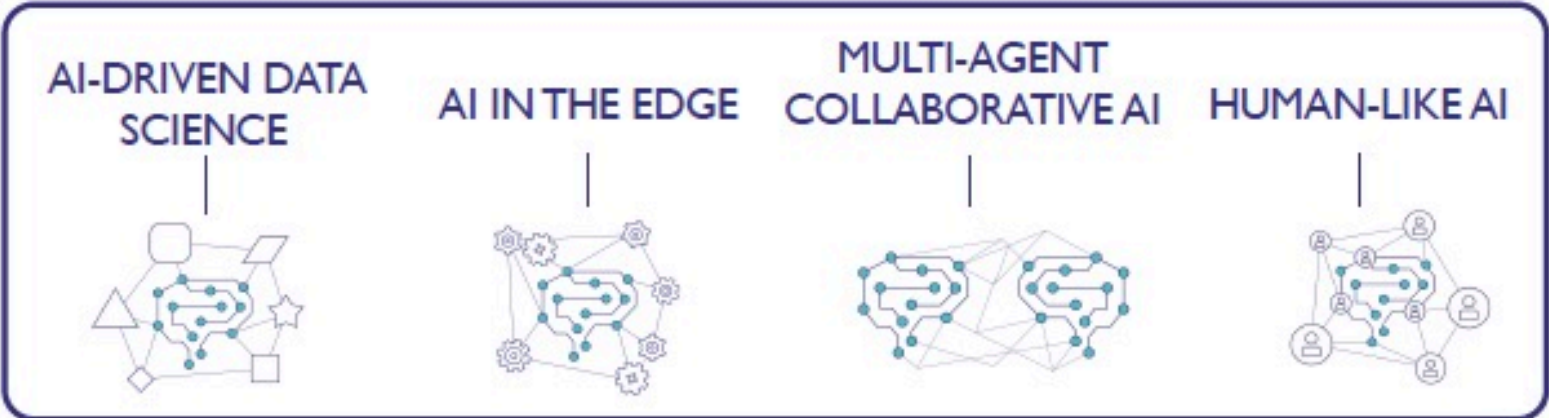 AI-DRIVEN DATA
SCIENCE
AI IN THE EDGE
MULTI-AGENT
COLLABORATIVE AI
HUMAN-LIKE AI